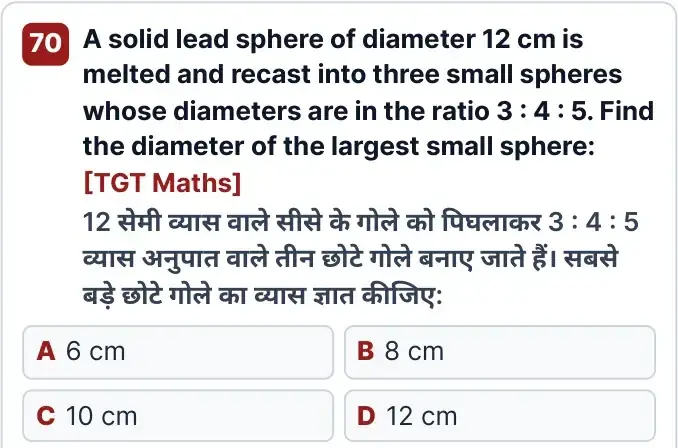 70 A solid lead sphere of diameter 12 cm is
melted and recast into three small spheres
whose diameters are in the ratio 3 : 4 : 5. Find
the diameter of the largest small sphere:
[TGT Maths]
12 सेमी व्यास वाले सीसे के गोले को पिघलाकर 3 : 4 : 5
व्यास अनुपात वाले तीन छोटे गोले बनाए जाते हैं। सबसे
बड़े छोटे गोले का व्यास ज्ञात कीजिए:
A 6 cm
B 8 cm
C 10 cm
D 12 cm